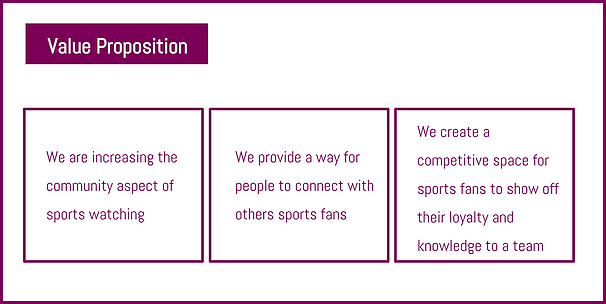 Value Proposition
We are increasing the
community aspect of
sports watching
We provide a way for
people to connect with
others sports fans
We create a
competitive space for
sports fans to show off
their loyalty and
knowledge to a team